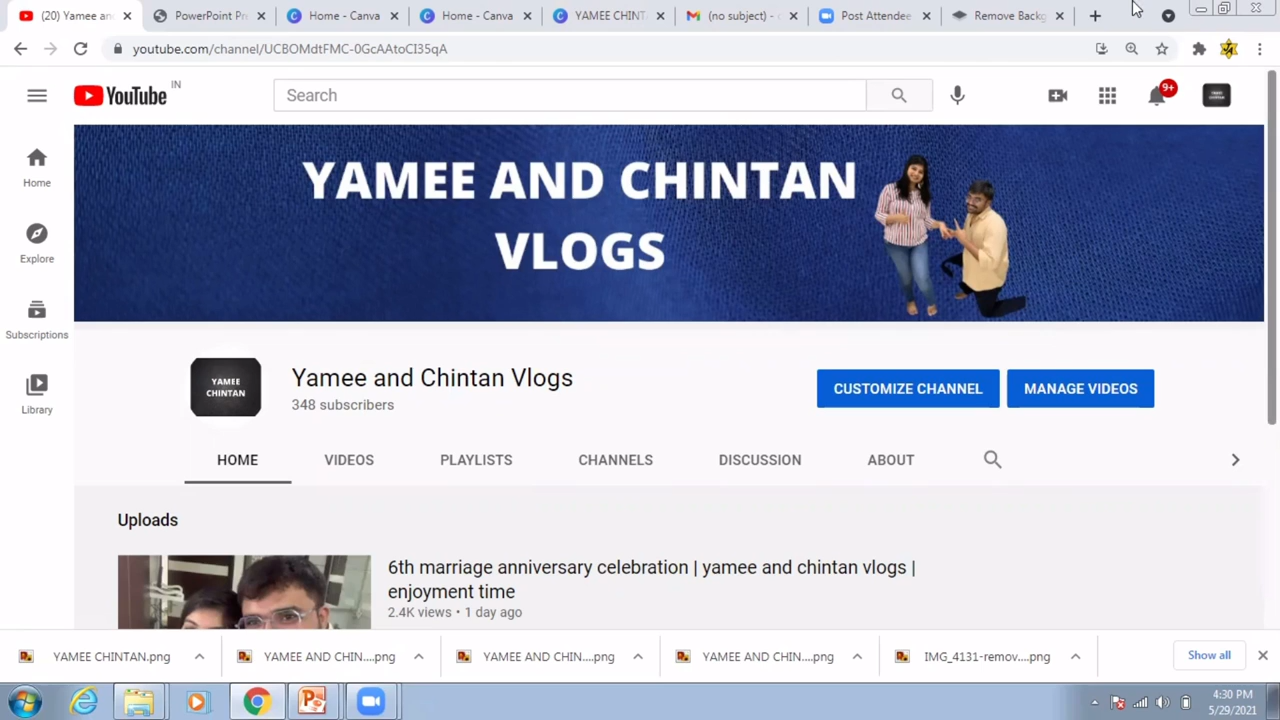 (20) Yamee and
PowerPoint Pr
Home - Canva
Home - Canva
YAMEE CHINT
(no subject) - c
Post Attendee
Remove Backg
youtube.com/channel/UCBOMdtFMC-0GcAAtoCI35qA
YouTube IN
Search
9+
YAMEE AND CHINTAN
VLOGS
Home
Explore
Subscriptions
Library
YAMEE
CHINTAN
Yamee and Chintan Vlogs
348 subscribers
CUSTOMIZE CHANNEL
MANAGE VIDEOS
HOME VIDEOS PLAYLISTS CHANNELS DISCUSSION ABOUT
Uploads
6th marriage anniversary celebration | yamee and chintan vlogs |
enjoyment time
2.4K views • 1 day ago
YAMEE CHINTAN.png
YAMEE AND CHIN....png
YAMEE AND CHIN....png
YAMEE AND CHIN....png
IMG_4131-remov....png
Show all
4:30 PM
5/29/2021